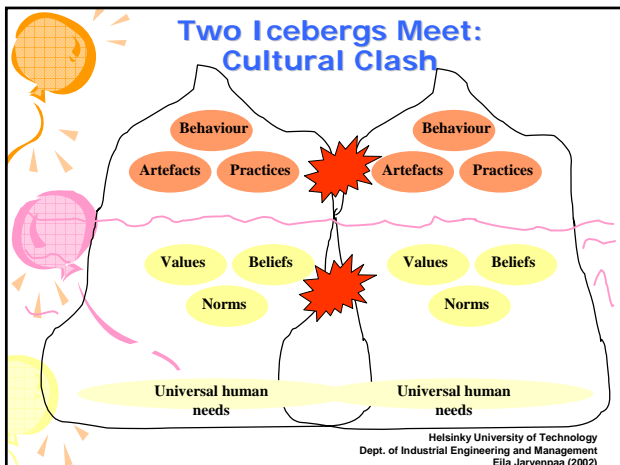 Two Icebergs Meet:
Cultural Clash
Behaviour
Behaviour
Artefacts
Practices
Artefacts
Practices
Values
Beliefs
Values
Beliefs
Norms
Norms
Universal human
needs
Universal human
needs
Helsinky University of Technology
Dept. of Industrial Engineering and Management
Eila Jarvenpaa (2002)